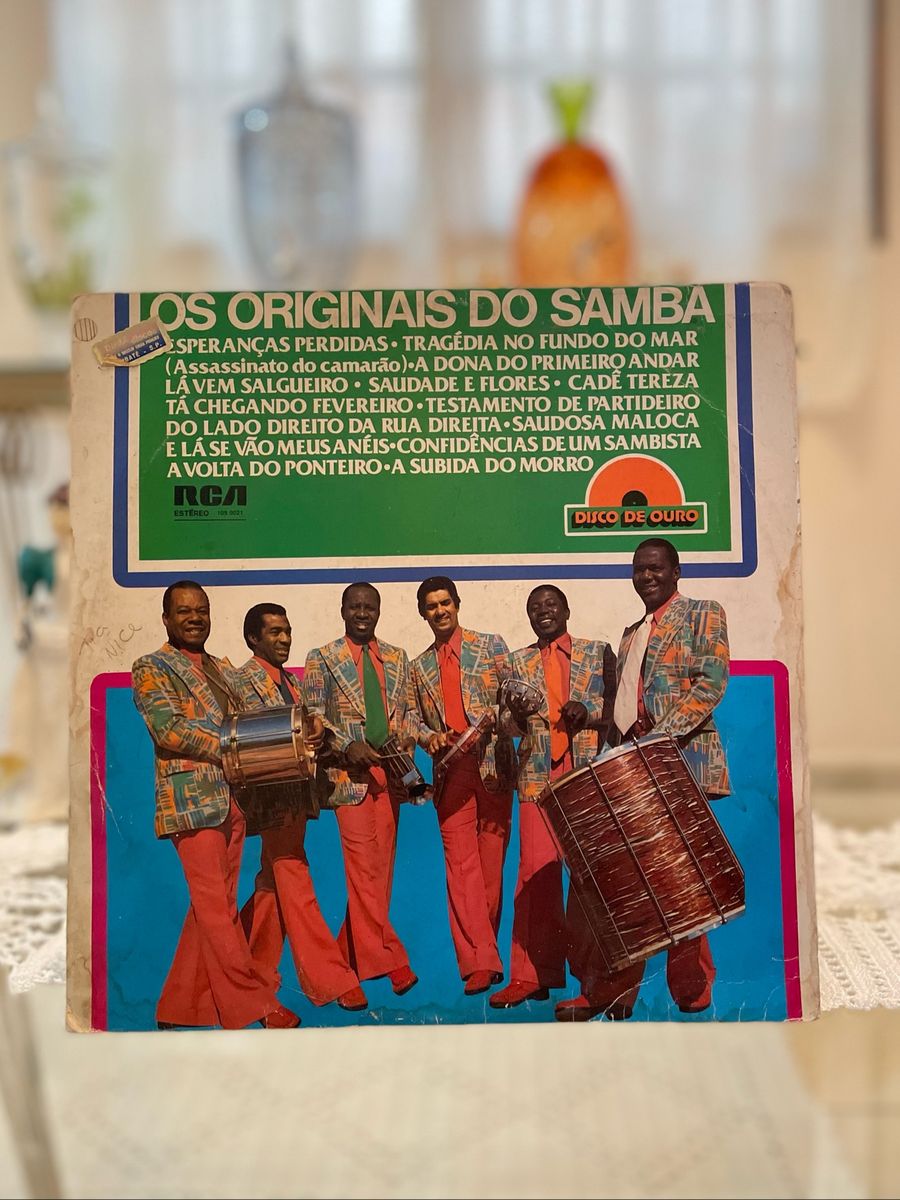 OS ORIGINAIS DO SAMBA
ESPERANÇAS PERDIDAS • TRAGÉDIA NO FUNDO DO MAR
(Assassinato do camarão)•A DONA DO PRIMEIRO ANDAR
LÁ VEM SALGUEIRO • SAUDADE E FLORES • CADÊ TEREZA
TÁ CHEGANDO FEVEREIRO • TESTAMENTO DE PARTIDEIRO
DO LADO DIREITO DA RUA DIREITA • SAUDOSA MALOCA
E LÁ SE VÃO MEUS ANÉIS•CONFIDÊNCIAS DE UM SAMBISTA
A VOLTA DO PONTEIRO•A SUBIDA DO MORRO
RCA
ESTÉREO 109 0021
DISCO DE OURO